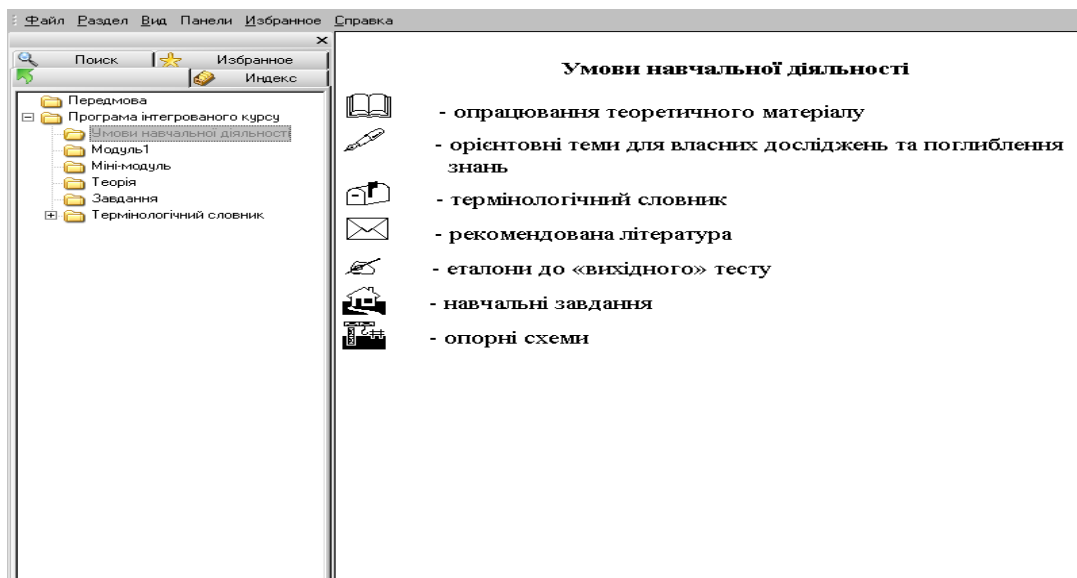 Файл Раздел Вид Панели Избранное Справка
Поиск Избранное
Индекс
Передмова
Програма інтегрованого курсу
Умови навчальної діяльност
Модуль1
Міні-модуль
Теорія
Завдання
Термінологічний словник
Умови навчальної діяльності
- опрацювання теоретичного матеріалу
- орієнтовні теми для власних досліджень та поглиблення
знань
- термінологічний словник
- рекомендована література
- еталони до «вихідного» тесту
- навчальні завдання
- опорні схеми